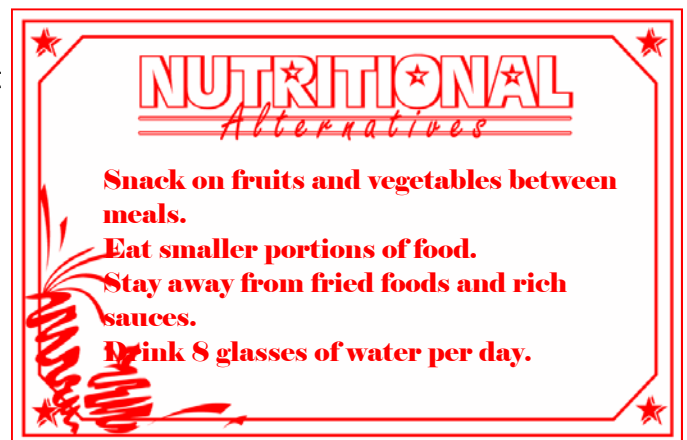 NUTRITIONAL
Alternatives
Snack on fruits and vegetables between
meals.
Eat smaller portions of food.
Stay away from fried foods and rich
sauces.
Drink 8 glasses of water per day.